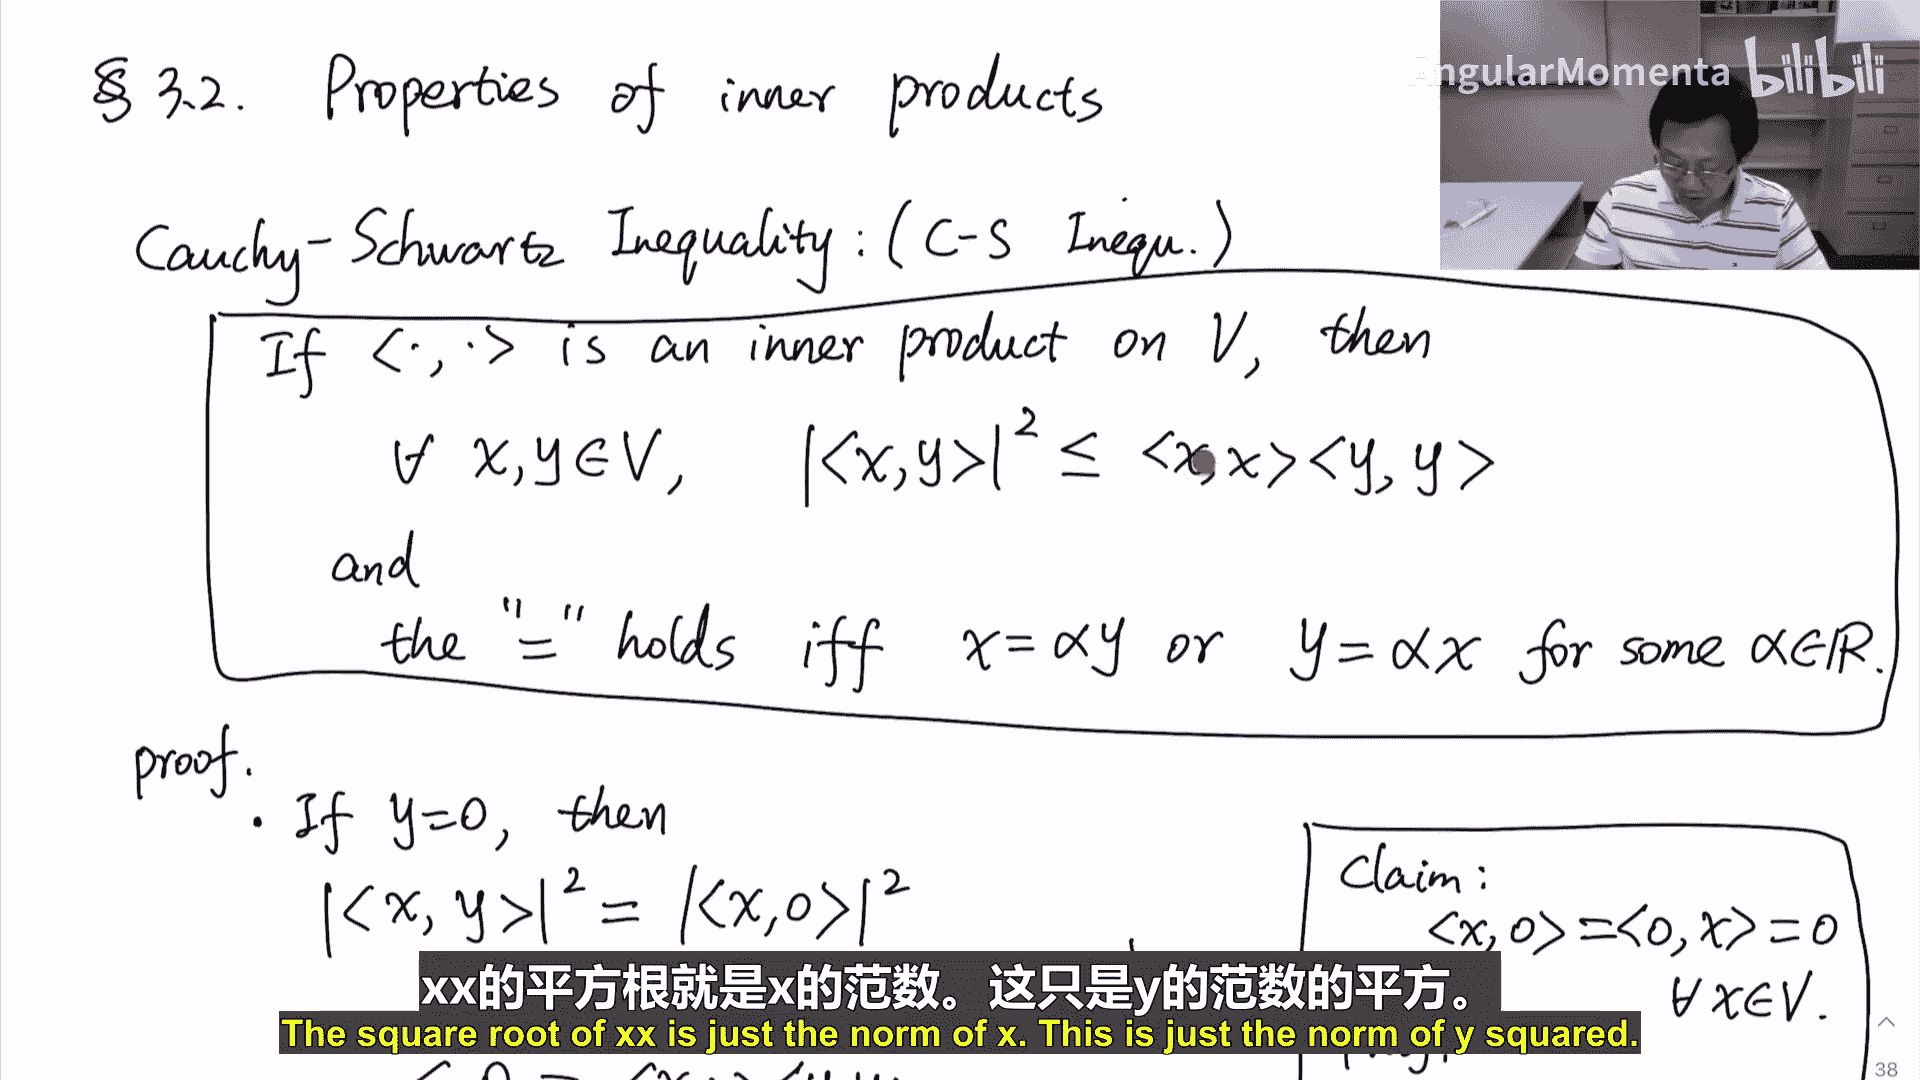 § 3.2. Properties of inner products
AngularMomenta bilibili
Cauchy-Schwartz Inequality: (C-S Inequ.)
If <·,·> is an inner product on V, then
∀ x,y∈V, |<x,y>|² ≤ <x,x><y,y>
and
the "=" holds iff x=αy or y=αx for some α∈ℝ.
proof.
· If y=0, then
|<x,y>|² = |<x,0>|²
Claim:
<x,0>=<0,x>=0
∀ x∈V.
xx的平方根就是x的范数。这只是y的范数的平方。
The square root of xx is just the norm of x. This is just the norm of y squared.
38